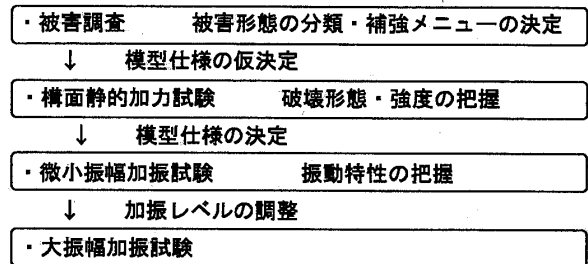 ・被害調査　　被害形態の分類・補強メニューの決定
↓　模型仕様の仮決定
・構面静的加力試験　　破壊形態・強度の把握
↓　模型仕様の決定
・微小振幅加振試験　　振動特性の把握
↓　加振レベルの調整
・大振幅加振試験